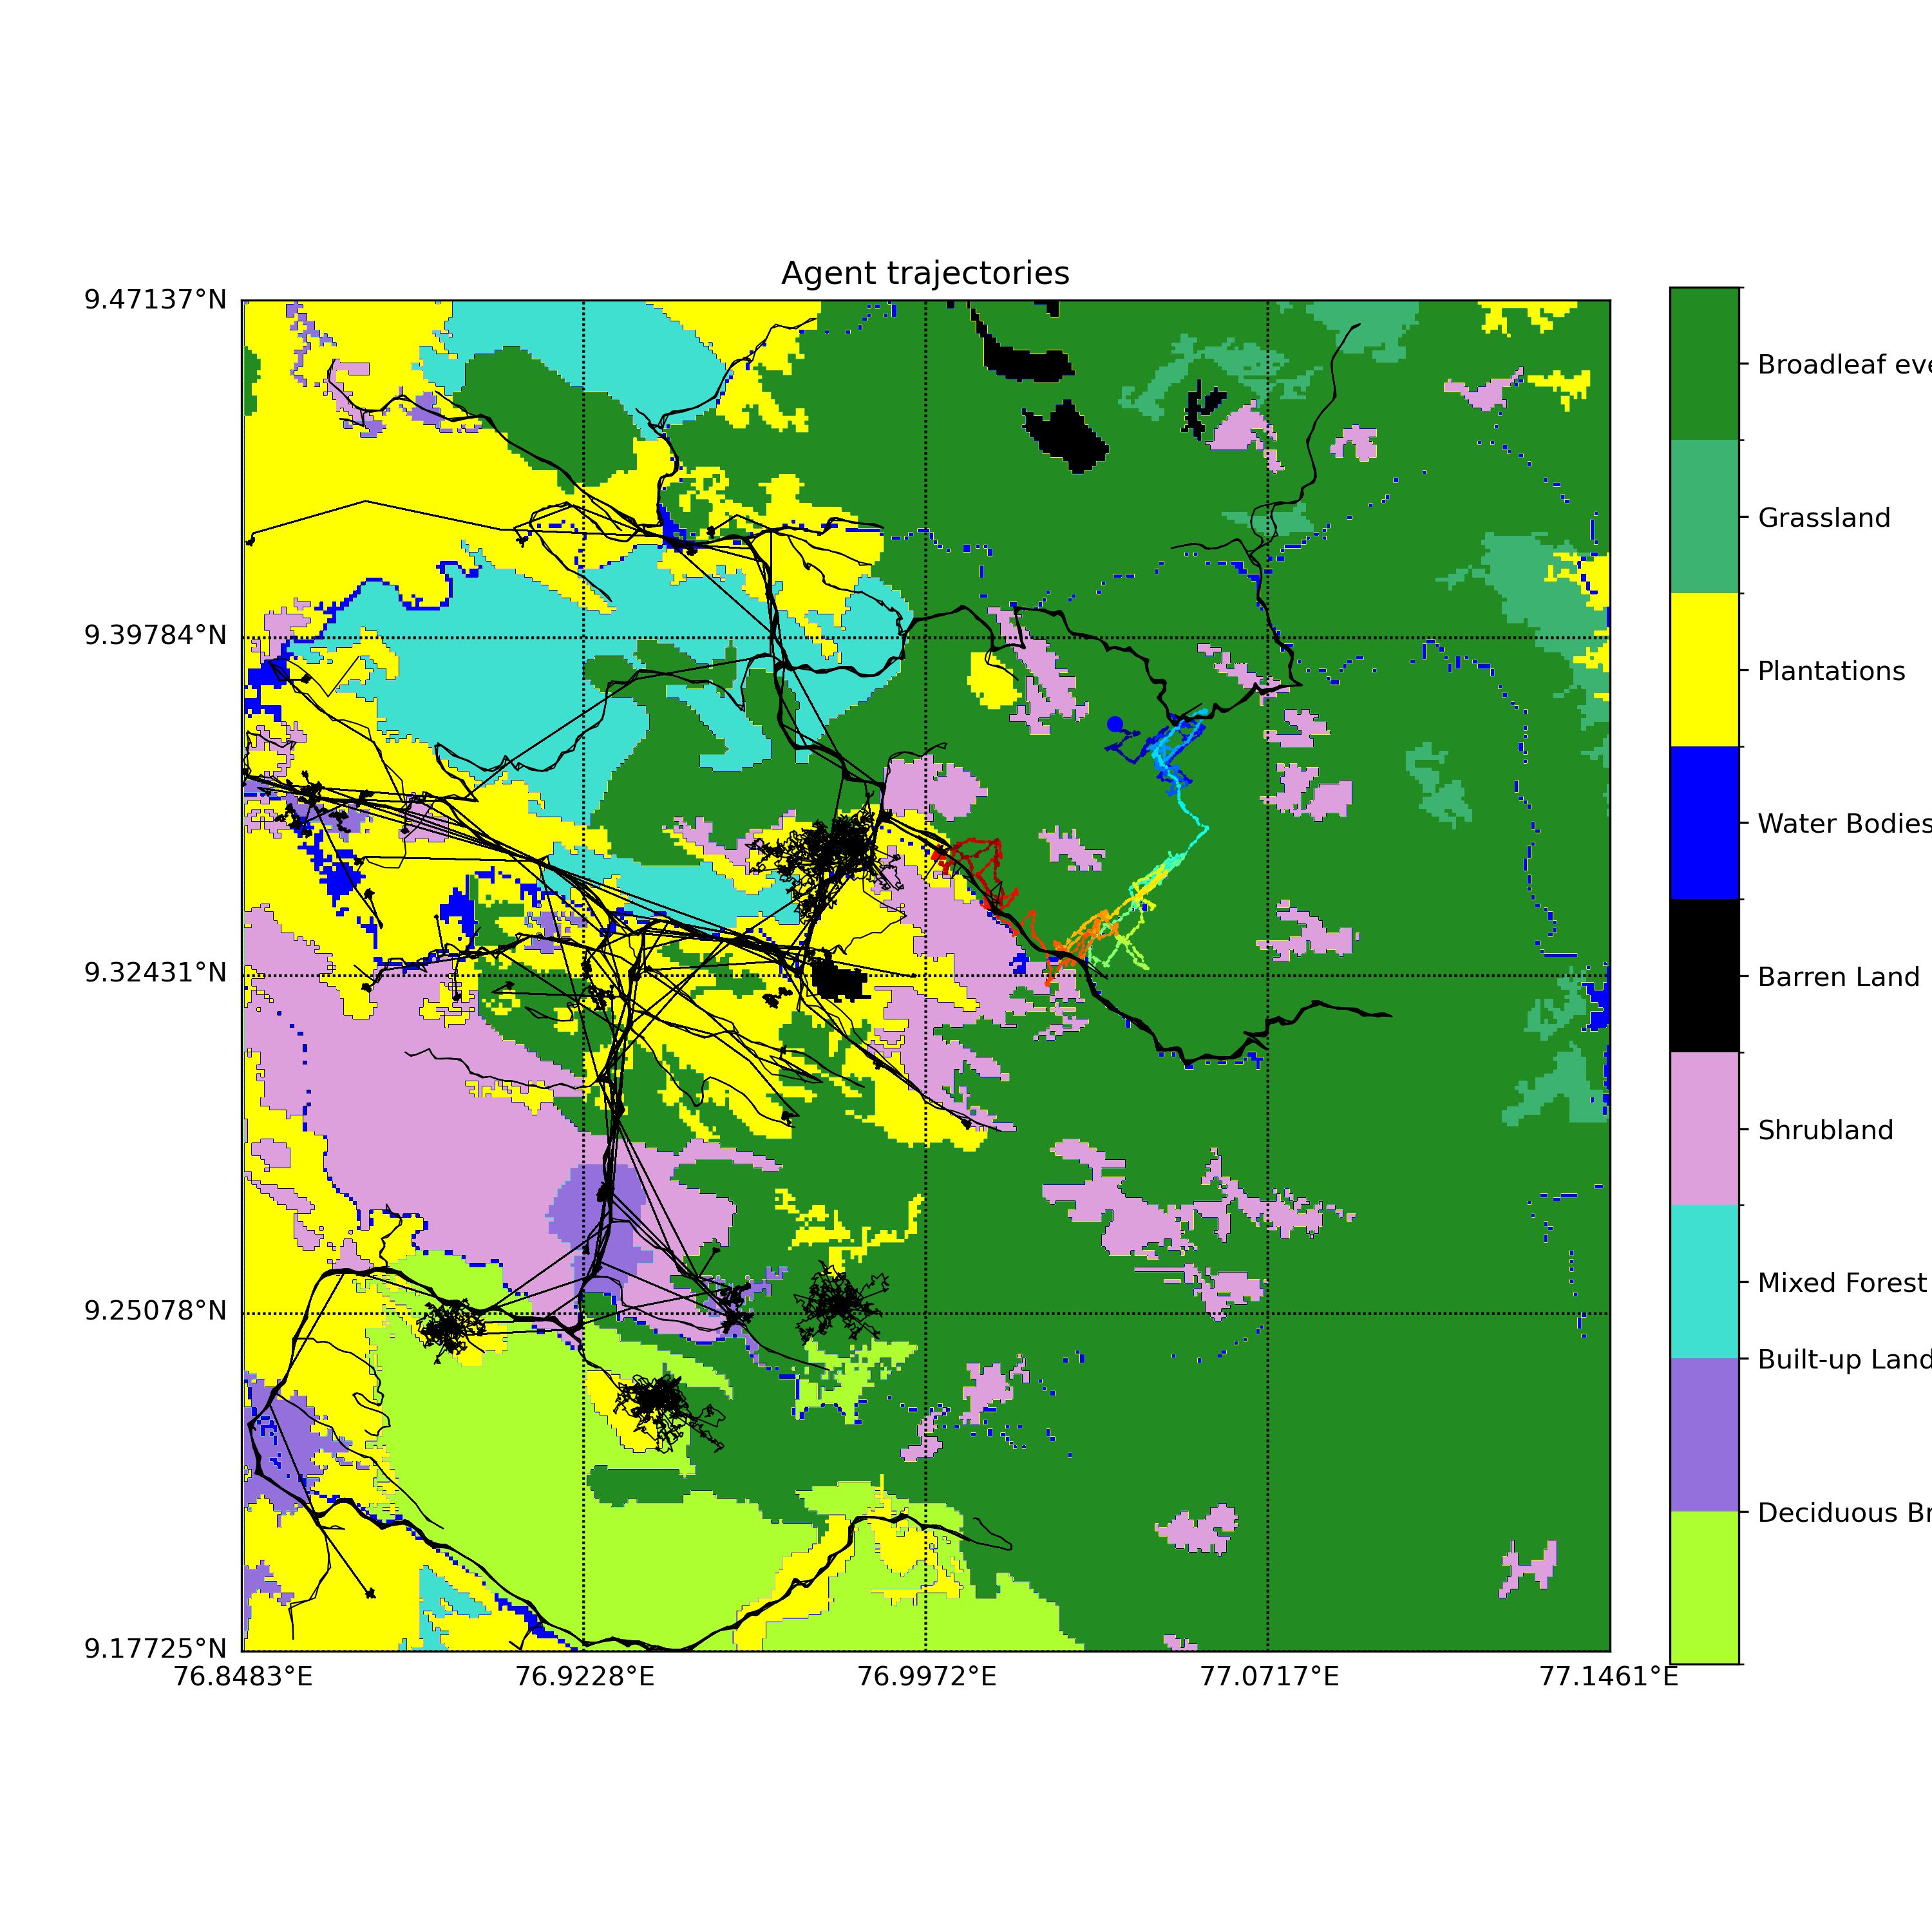 Agent trajectories
9.47137°N
9.39784°N
9.32431°N
9.25078°N
9.17725°N
76.8483°E
76.9228°E
76.9972°E
77.0717°E
77.1461°E
Broadleaf eve
Grassland
Plantations
Water Bodies
Barren Land
Shrubland
Mixed Forest
Built-up Land
Deciduous Br